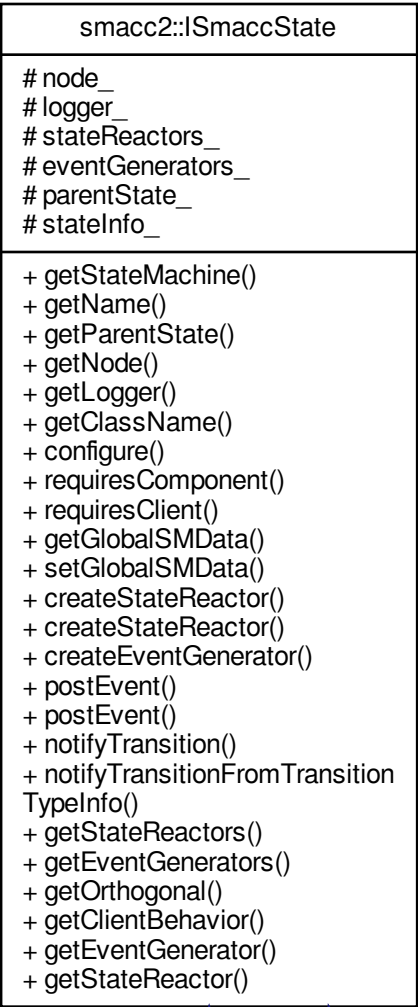 smacc2::ISmaccState
# node_
# logger_
# stateReactors_
# eventGenerators_
# parentState_
# stateInfo_
+ getStateMachine()
+ getName()
+ getParentState()
+ getNode()
+ getLogger()
+ getClassName()
+ configure()
+ requiresComponent()
+ requiresClient()
+ getGlobalSMData()
+ setGlobalSMData()
+ createStateReactor()
+ createStateReactor()
+ createEventGenerator()
+ postEvent()
+ postEvent()
+ notifyTransition()
+ notifyTransitionFromTransition
TypeInfo()
+ getStateReactors()
+ getEventGenerators()
+ getOrthogonal()
+ getClientBehavior()
+ getEventGenerator()
+ getStateReactor()